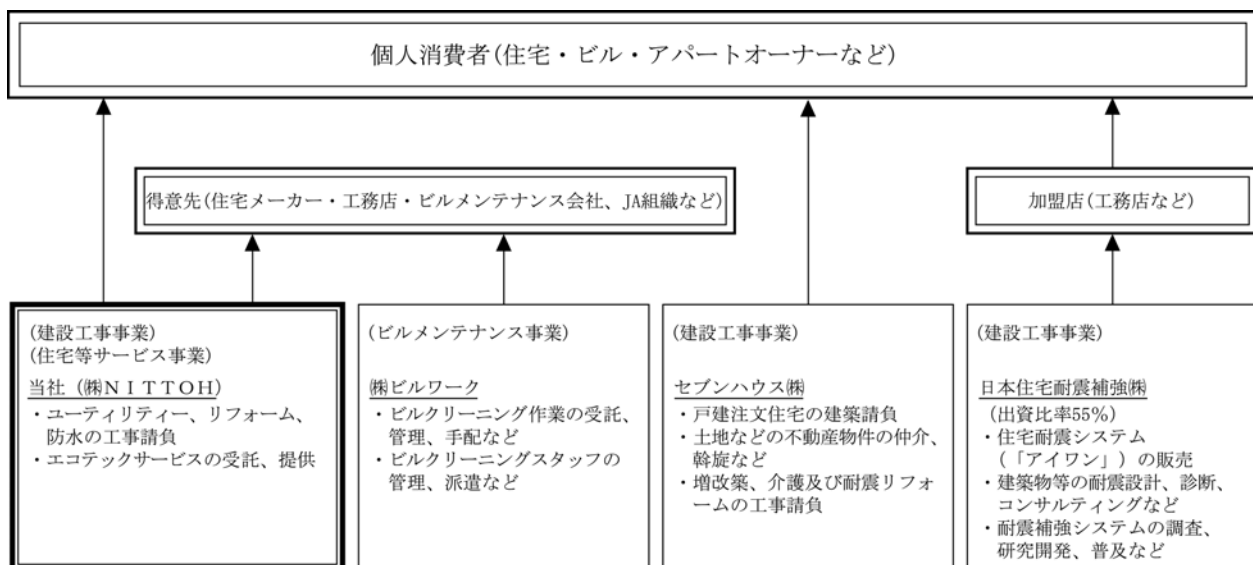 個人消費者(住宅・ビル・アパートオーナーなど)
得意先(住宅メーカー・工務店・ビルメンテナンス会社、JA組織など)
加盟店(工務店など)
(建設工事事業)
(住宅等サービス事業)
当社（㈱ＮＩＴＴＯＨ）
・ユーティリティー、リフォーム、
防水の工事請負
・エコテックサービスの受託、提供
(ビルメンテナンス事業)
㈱ビルワーク
・ビルクリーニング作業の受託、
管理、手配など
・ビルクリーニングスタッフの
管理、派遣など
(建設工事事業)
セブンハウス㈱
・戸建注文住宅の建築請負
・土地などの不動産物件の仲介、
斡旋など
・増改築、介護及び耐震リフォ
ームの工事請負
(建設工事事業)
日本住宅耐震補強㈱
(出資比率55％)
・住宅耐震システム
(「アイワン」）の販売
・建築物等の耐震設計、診断、
コンサルティングなど
・耐震補強システムの調査、
研究開発、普及など